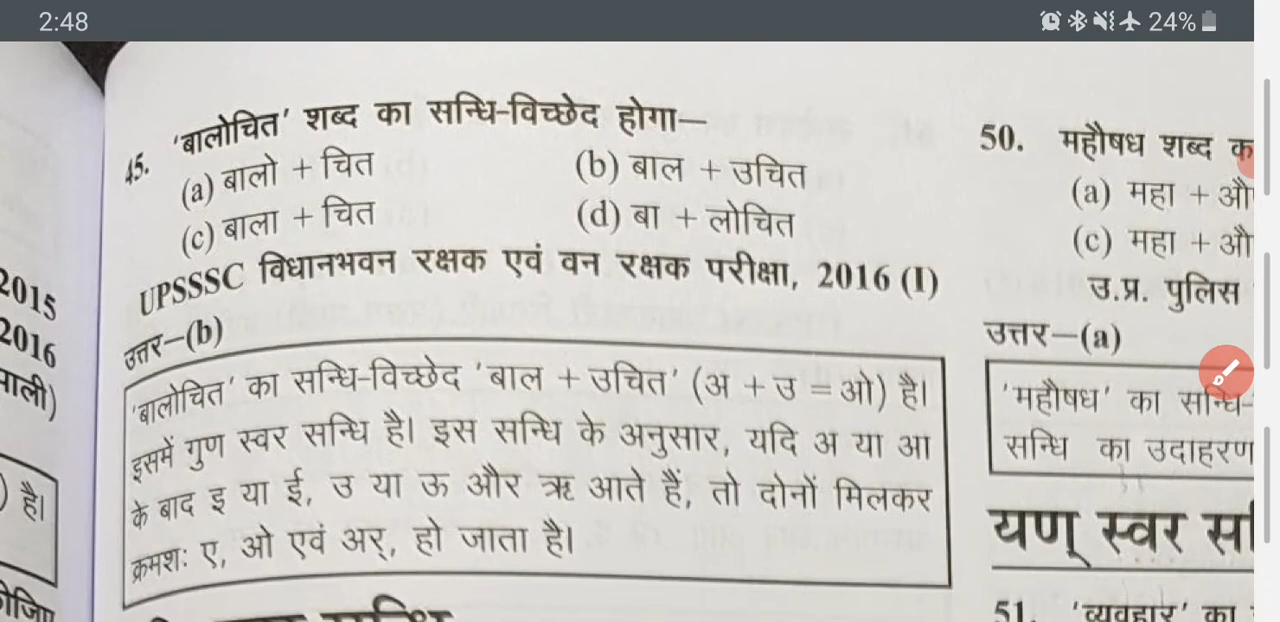 2:48
24%
45. 'बालोचित' शब्द का सन्धि-विच्छेद होगा—
(a) बालो + चित (b) बाल + उचित
(c) बाला + चित (d) बा + लोचित
UPSSSC विधानभवन रक्षक एवं वन रक्षक परीक्षा, 2016 (I)
उत्तर—(b)
'बालोचित' का सन्धि-विच्छेद 'बाल + उचित' (अ + उ = ओ) है।
इसमें गुण स्वर सन्धि है। इस सन्धि के अनुसार, यदि अ या आ
के बाद इ या ई, उ या ऊ और ऋ आते हैं, तो दोनों मिलकर
क्रमशः ए, ओ एवं अर्, हो जाता है।
2015
2016
है।
50. महौषध शब्द
(a) महा +
(c) महा +
उ.प्र. पुलिस
उत्तर—(a)
'महौषध' का
सन्धि का उदाहरण
यण् स्वर
51. 'व्यवहार' का